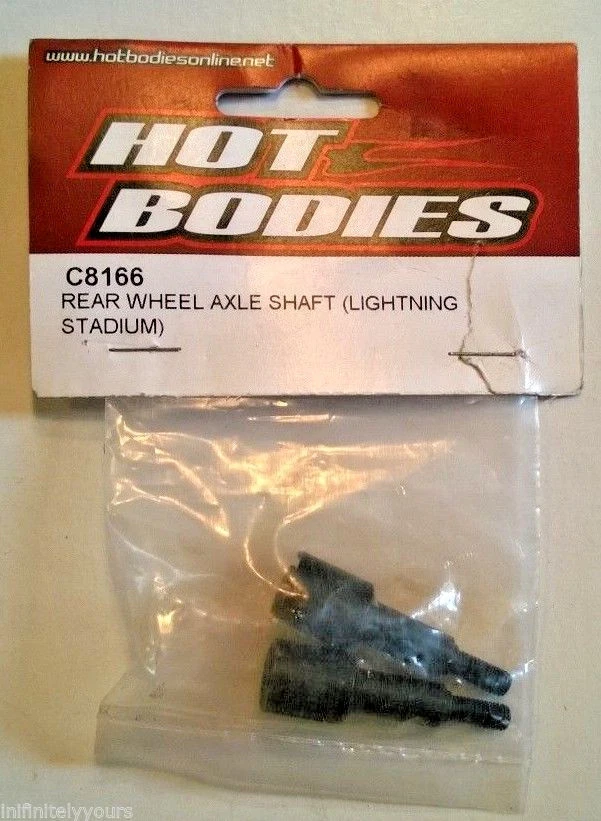 www.hotbodiesonline.net
HOT
BODIES
C8166
REAR WHEEL AXLE SHAFT (LIGHTNING
STADIUM)
inifinitelyyours